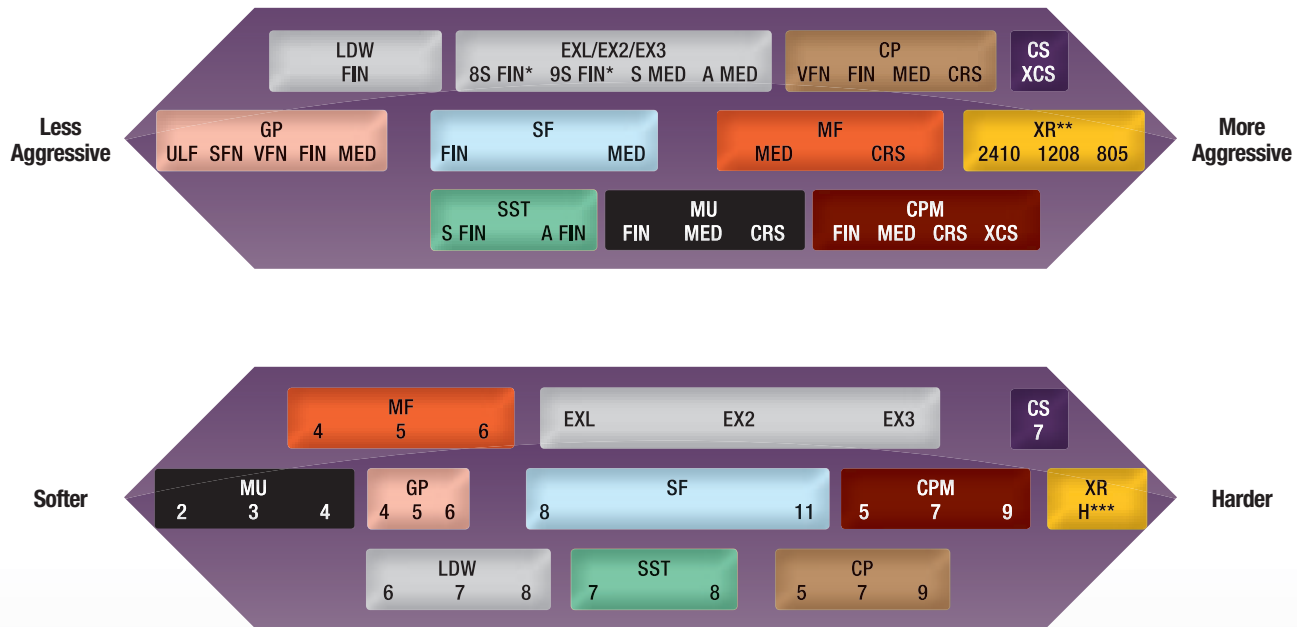 LDW
FIN
EXL/EX2/EX3
8S FIN* 9S FIN* S MED A MED
CP
VFN FIN MED CRS
CS
XCS
Less
Aggressive
GP
ULF SFN VFN FIN MED
SF
FIN MED
MF
MED CRS
XR**
2410 1208 805
More
Aggressive
SST
S FIN A FIN
MU
FIN MED CRS
CPM
FIN MED CRS XCS
MF
4 5 6
EXL EX2 EX3
CS
7
Softer
MU
2 3 4
GP
4 5 6
SF
8 11
CPM
5 7 9
XR
H***
Harder
LDW
6 7 8
SST
7 8
CP
5 7 9